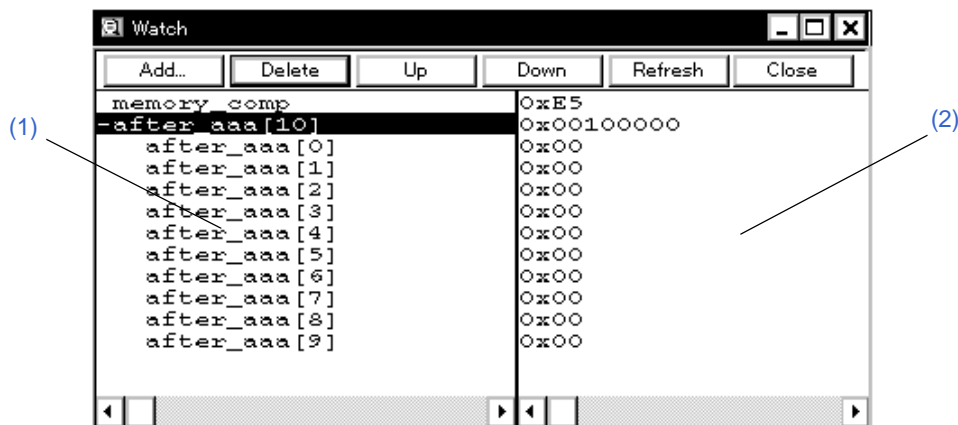 Watch
Add... Delete Up Down Refresh Close
memory_comp 0xE5
-after_aaa[10] 0x00100000
after_aaa[0] 0x00
after_aaa[1] 0x00
after_aaa[2] 0x00
after_aaa[3] 0x00
after_aaa[4] 0x00
after_aaa[5] 0x00
after_aaa[6] 0x00
after_aaa[7] 0x00
after_aaa[8] 0x00
after_aaa[9] 0x00
(1)
(2)